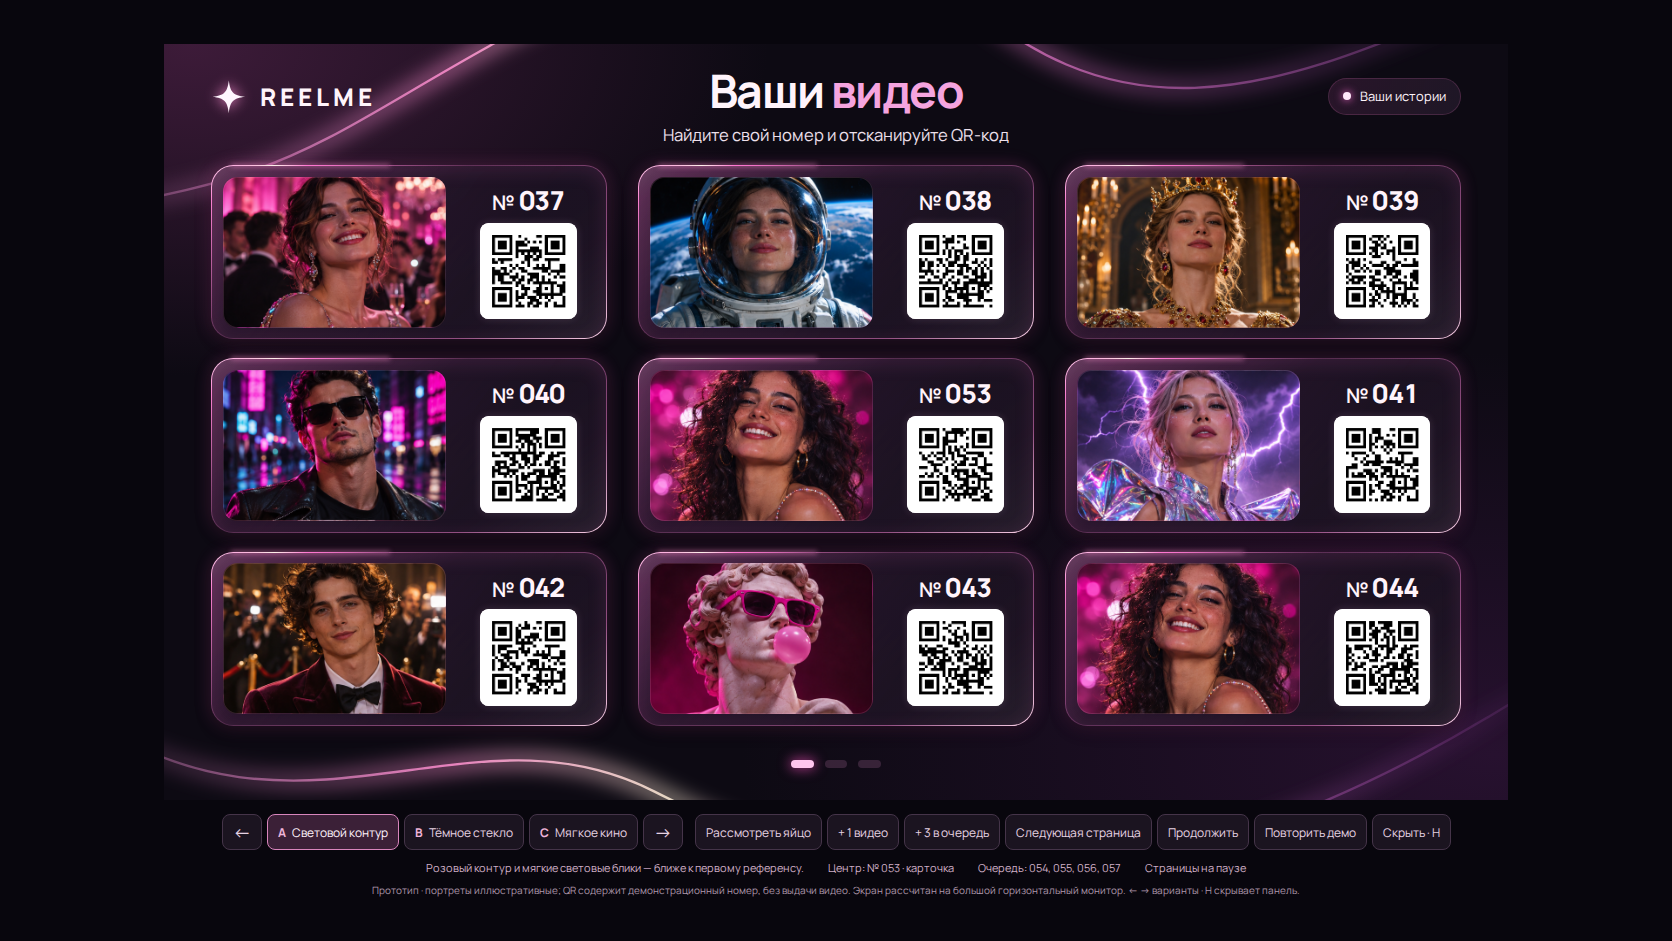 REELME
Ваши видео
Ваши истории
Найдите свой номер и отсканируйте QR-код
№ 037
№ 038
№ 039
№ 040
№ 053
№ 041
№ 042
№ 043
№ 044
← A Световой контур B Тёмное стекло C Мягкое кино → Рассмотреть яйцо + 1 видео + 3 в очередь Следующая страница Продолжить Повторить демо Скрыть · H
Розовый контур и мягкие световые блики — ближе к первому референсу. Центр: № 053 · карточка Очередь: 054, 055, 056, 057 Страницы на паузе
Прототип · портреты иллюстративные; QR содержит демонстрационный номер, без выдачи видео. Экран рассчитан на большой горизонтальный монитор. ← → варианты · H скрывает панель.